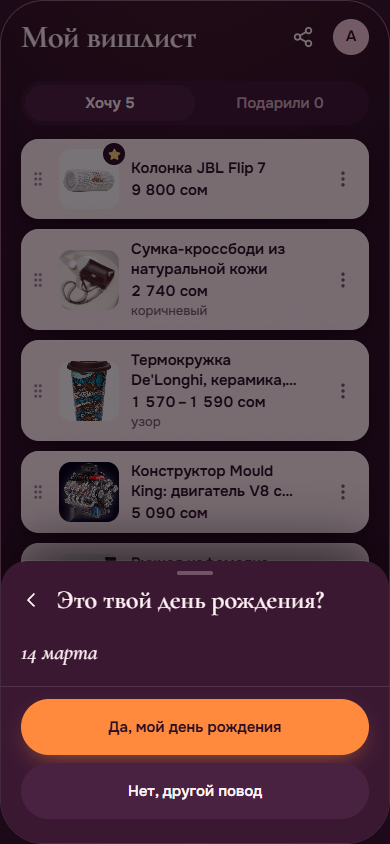 Мой вишлист
А
Хочу 5
Подарили 0
Колонка JBL Flip 7
9 800 сом
Сумка-кроссбоди из
натуральной кожи
2 740 сом
коричневый
Термокружка
De'Longhi, керамика,...
1 570 – 1 590 сом
узор
Конструктор Mould
King: двигатель V8 с...
5 090 сом
Это твой день рождения?
14 марта
Да, мой день рождения
Нет, другой повод